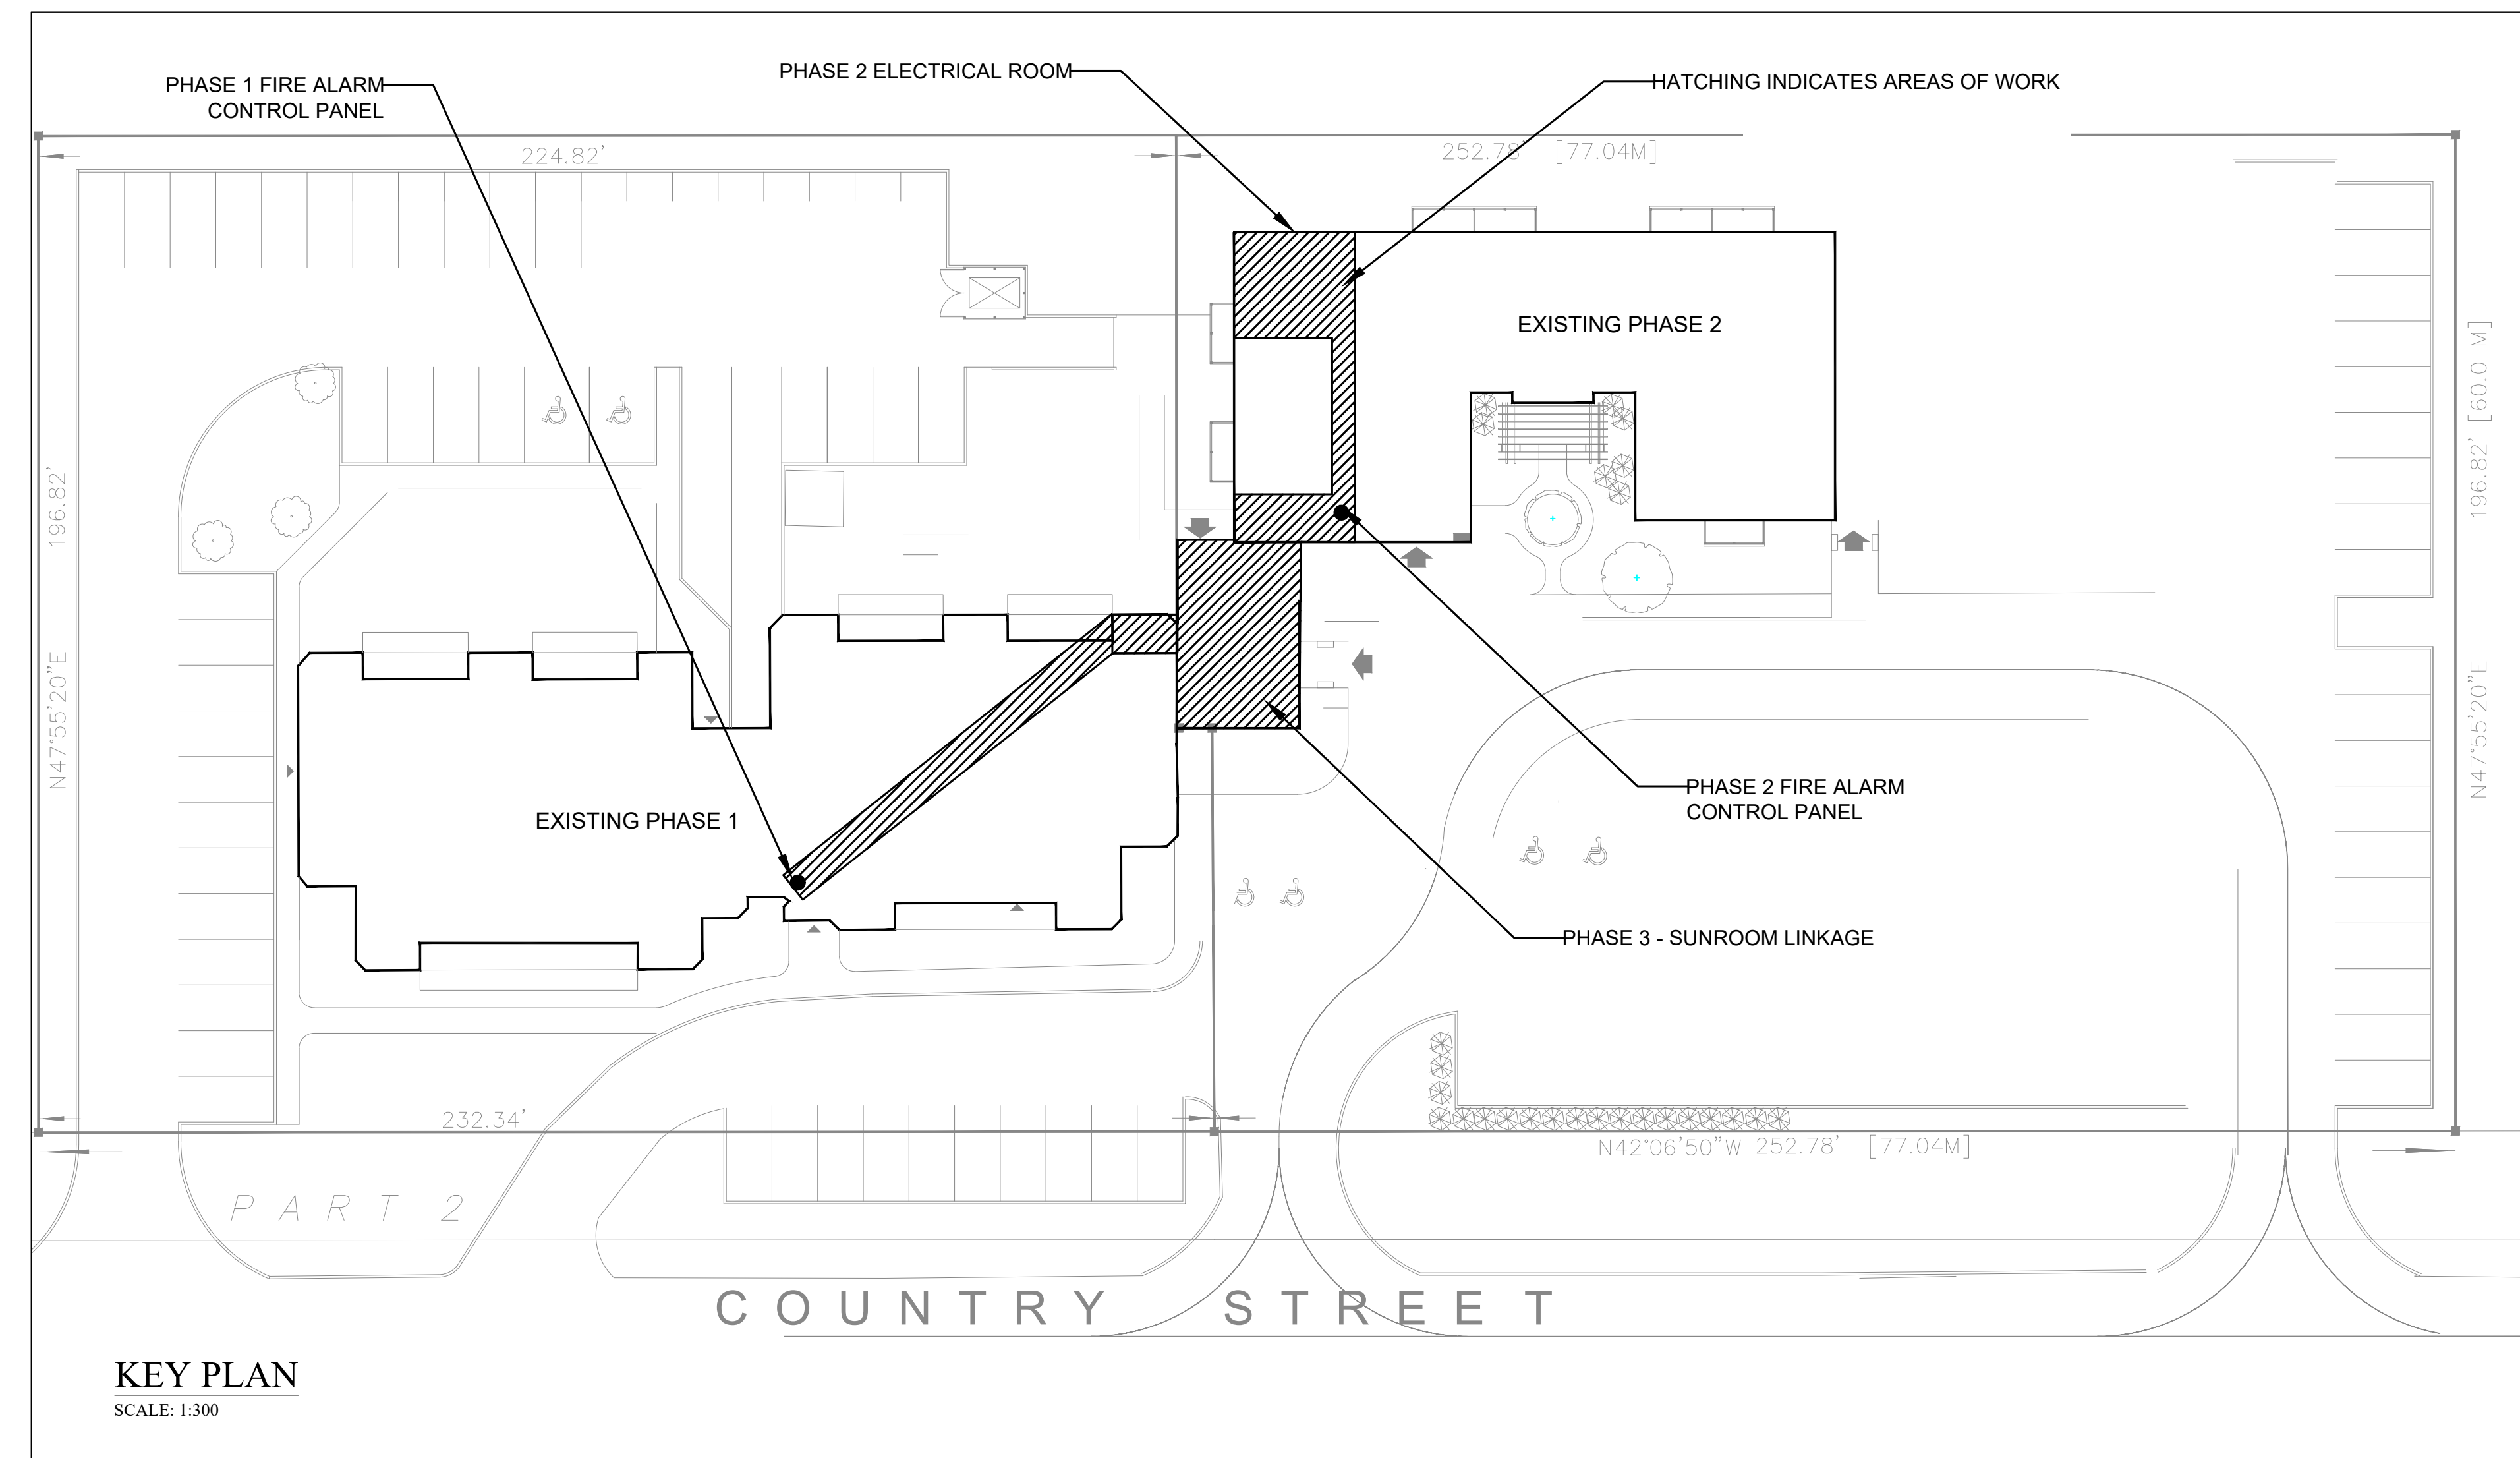 PHASE 1 FIRE ALARM
CONTROL PANEL
PHASE 2 ELECTRICAL ROOM
HATCHING INDICATES AREAS OF WORK
224.82'
252.78' [77.04M]
EXISTING PHASE 2
196.82'
N47°55'20"E
196.82' [60.0 M]
N47°55'20"E
EXISTING PHASE 1
PHASE 2 FIRE ALARM
CONTROL PANEL
PHASE 3 - SUNROOM LINKAGE
232.34'
N42°06'50"W 252.78' [77.04M]
PART 2
COUNTRY STREET
KEY PLAN
SCALE: 1:300